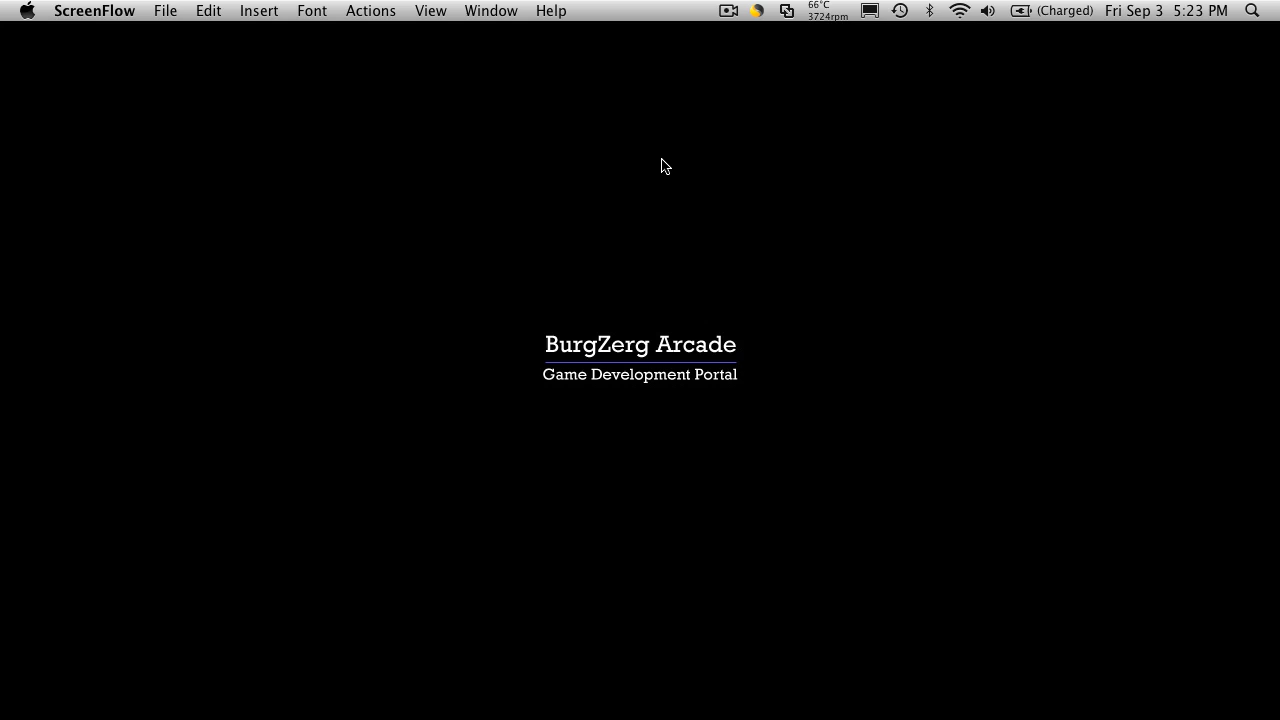 ScreenFlow File Edit Insert Font Actions View Window Help 66°C 3724rpm (Charged) Fri Sep 3 5:23 PM
BurgZerg Arcade
Game Development Portal